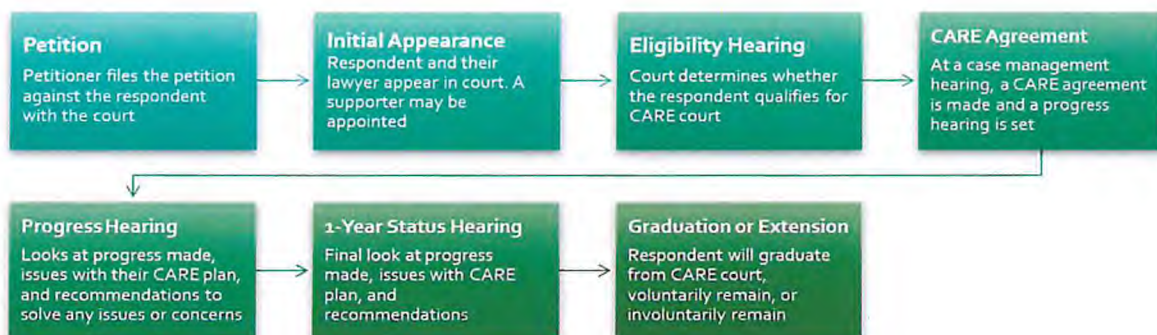 Petition
Petitioner files the petition
against the respondent
with the court
Initial Appearance
Respondent and their
lawyer appear in court. A
supporter may be
appointed
Eligibility Hearing
Court determines whether
the respondent qualifies for
CARE court
CARE Agreement
At a case management
hearing, a CARE agreement
is made and a progress
hearing is set
Progress Hearing
Looks at progress made,
issues with their CARE plan,
and recommendations to
solve any issues or concerns
1-Year Status Hearing
Final look at progress
made, issues with CARE
plan, and
recommendations
Graduation or Extension
Respondent will graduate
from CARE court,
voluntarily remain, or
involuntarily remain